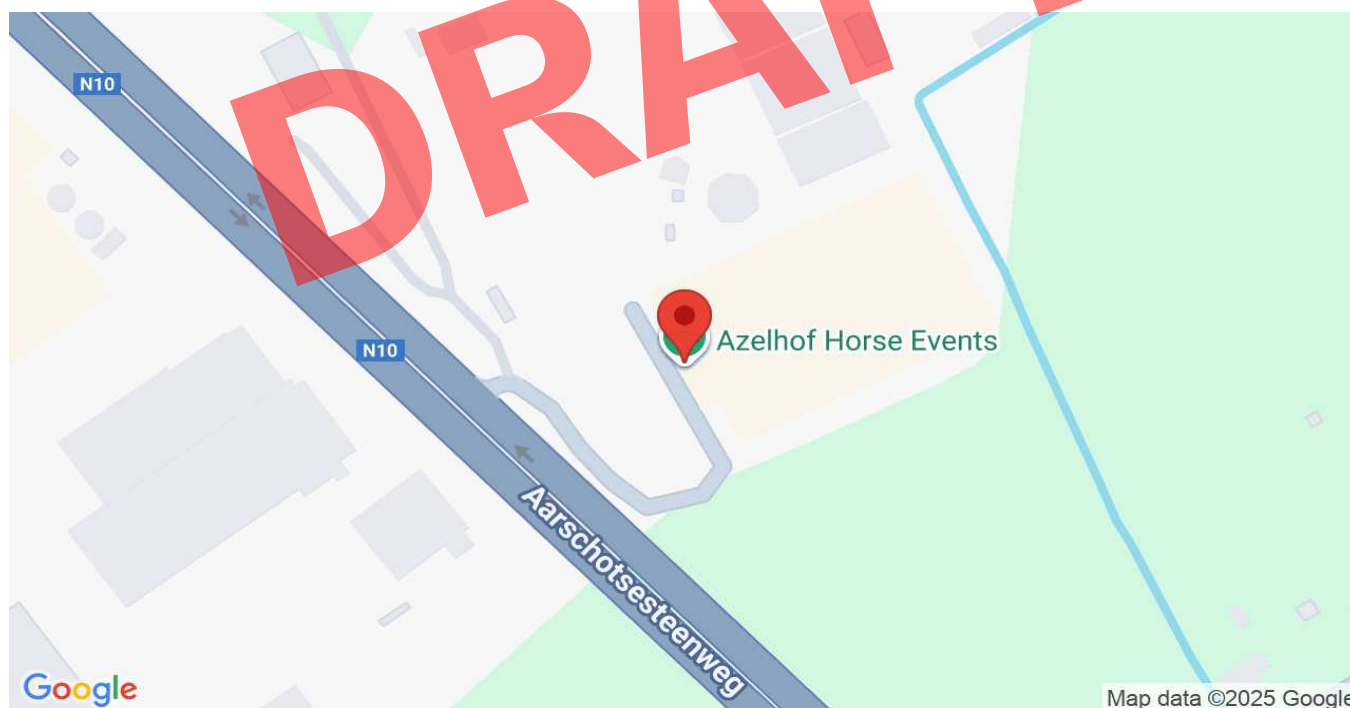 DRAF
N10
N10
Azelhof Horse Events
Aarschotsesteenweg
Google
Map data ©2025 Google